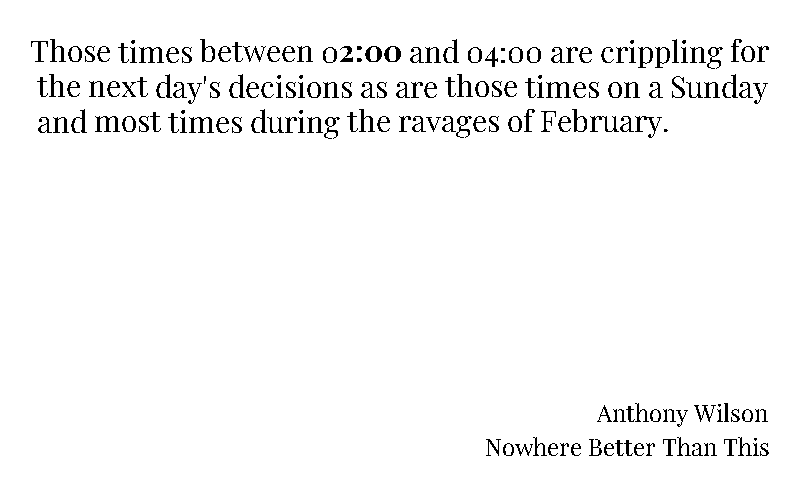 Those times between 02:00 and 04:00 are crippling for
the next day's decisions as are those times on a Sunday
and most times during the ravages of February.
Anthony Wilson
Nowhere Better Than This